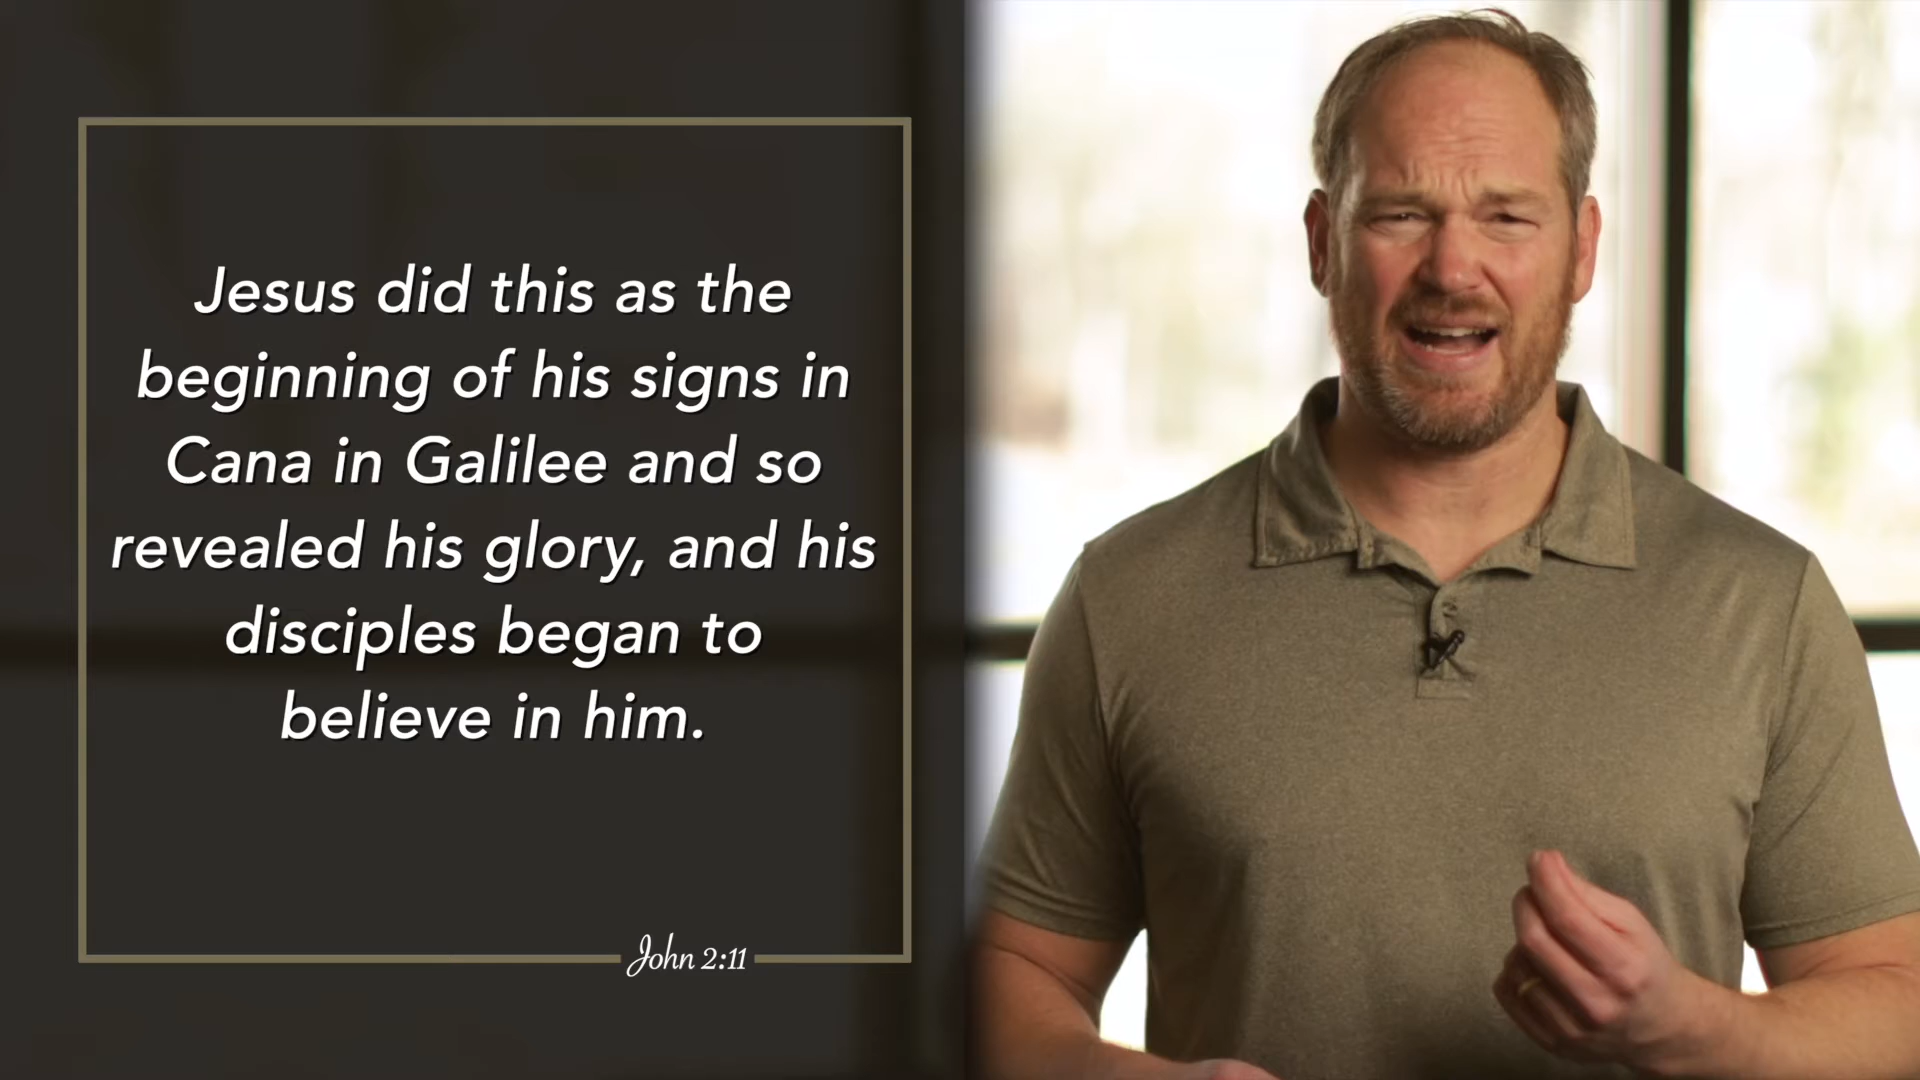 Jesus did this as the
beginning of his signs in
Cana in Galilee and so
revealed his glory, and his
disciples began to
believe in him.
John 2:11